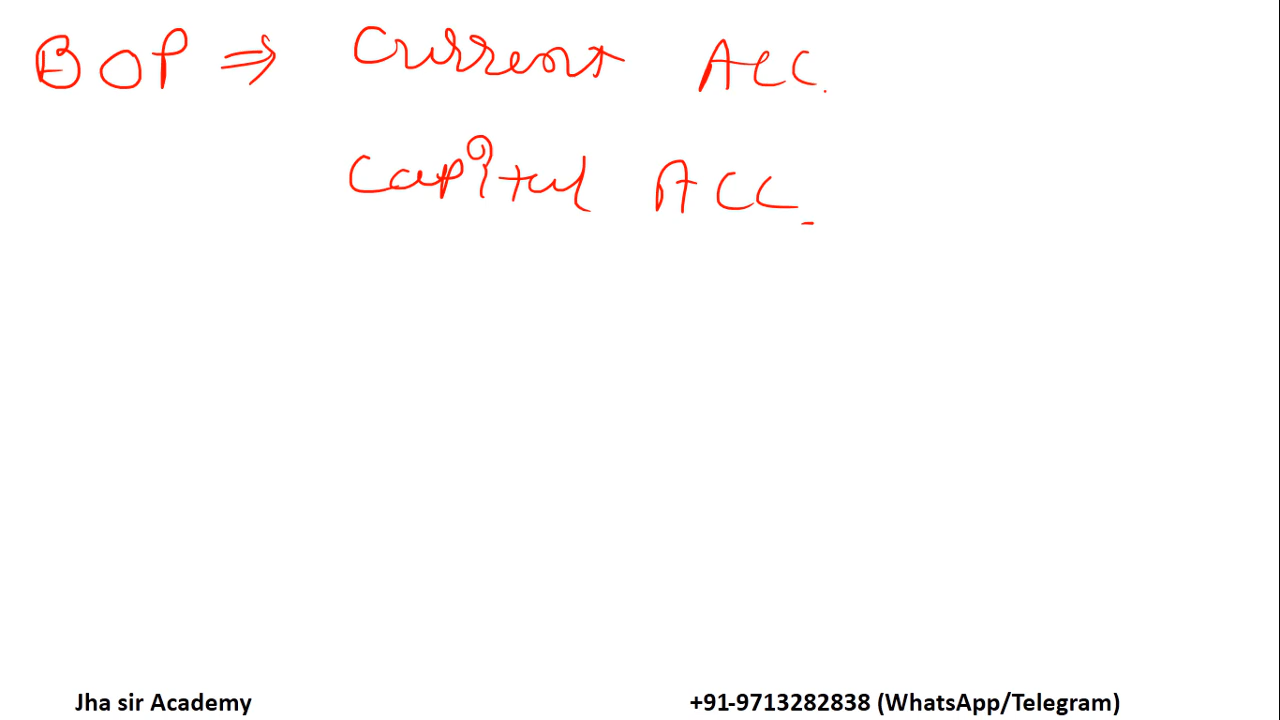 BOP ⇒ Current Acc.
Capital Acc.
Jha sir Academy
+91-9713282838 (WhatsApp/Telegram)